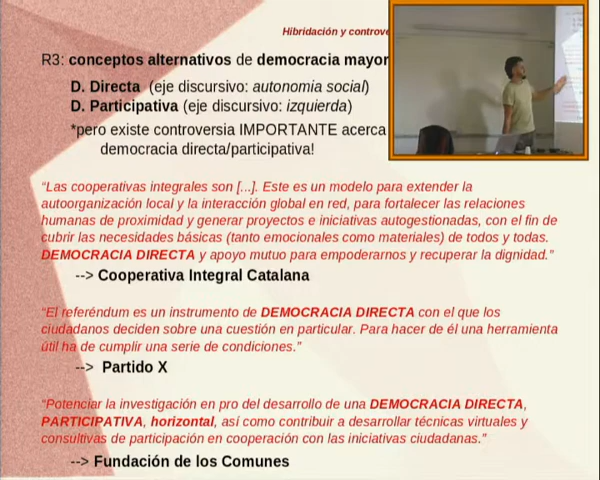 Hibridación y controve
R3: conceptos alternativos de democracia mayor
D. Directa (eje discursivo: autonomia social)
D. Participativa (eje discursivo: izquierda)
*pero existe controversia IMPORTANTE acerca
democracia directa/participativa!
“Las cooperativas integrales son [...]. Este es un modelo para extender la
autoorganización local y la interacción global en red, para fortalecer las relaciones
humanas de proximidad y generar proyectos e iniciativas autogestionadas, con el fin de
cubrir las necesidades básicas (tanto emocionales como materiales) de todos y todas.
DEMOCRACIA DIRECTA y apoyo mutuo para empoderarnos y recuperar la dignidad.”
--> Cooperativa Integral Catalana
“El referéndum es un instrumento de DEMOCRACIA DIRECTA con el que los
ciudadanos deciden sobre una cuestión en particular. Para hacer de él una herramienta
útil ha de cumplir una serie de condiciones.”
--> Partido X
“Potenciar la investigación en pro del desarrollo de una DEMOCRACIA DIRECTA,
PARTICIPATIVA, horizontal, así como contribuir a desarrollar técnicas virtuales y
consultivas de participación en cooperación con las iniciativas ciudadanas.”
--> Fundación de los Comunes